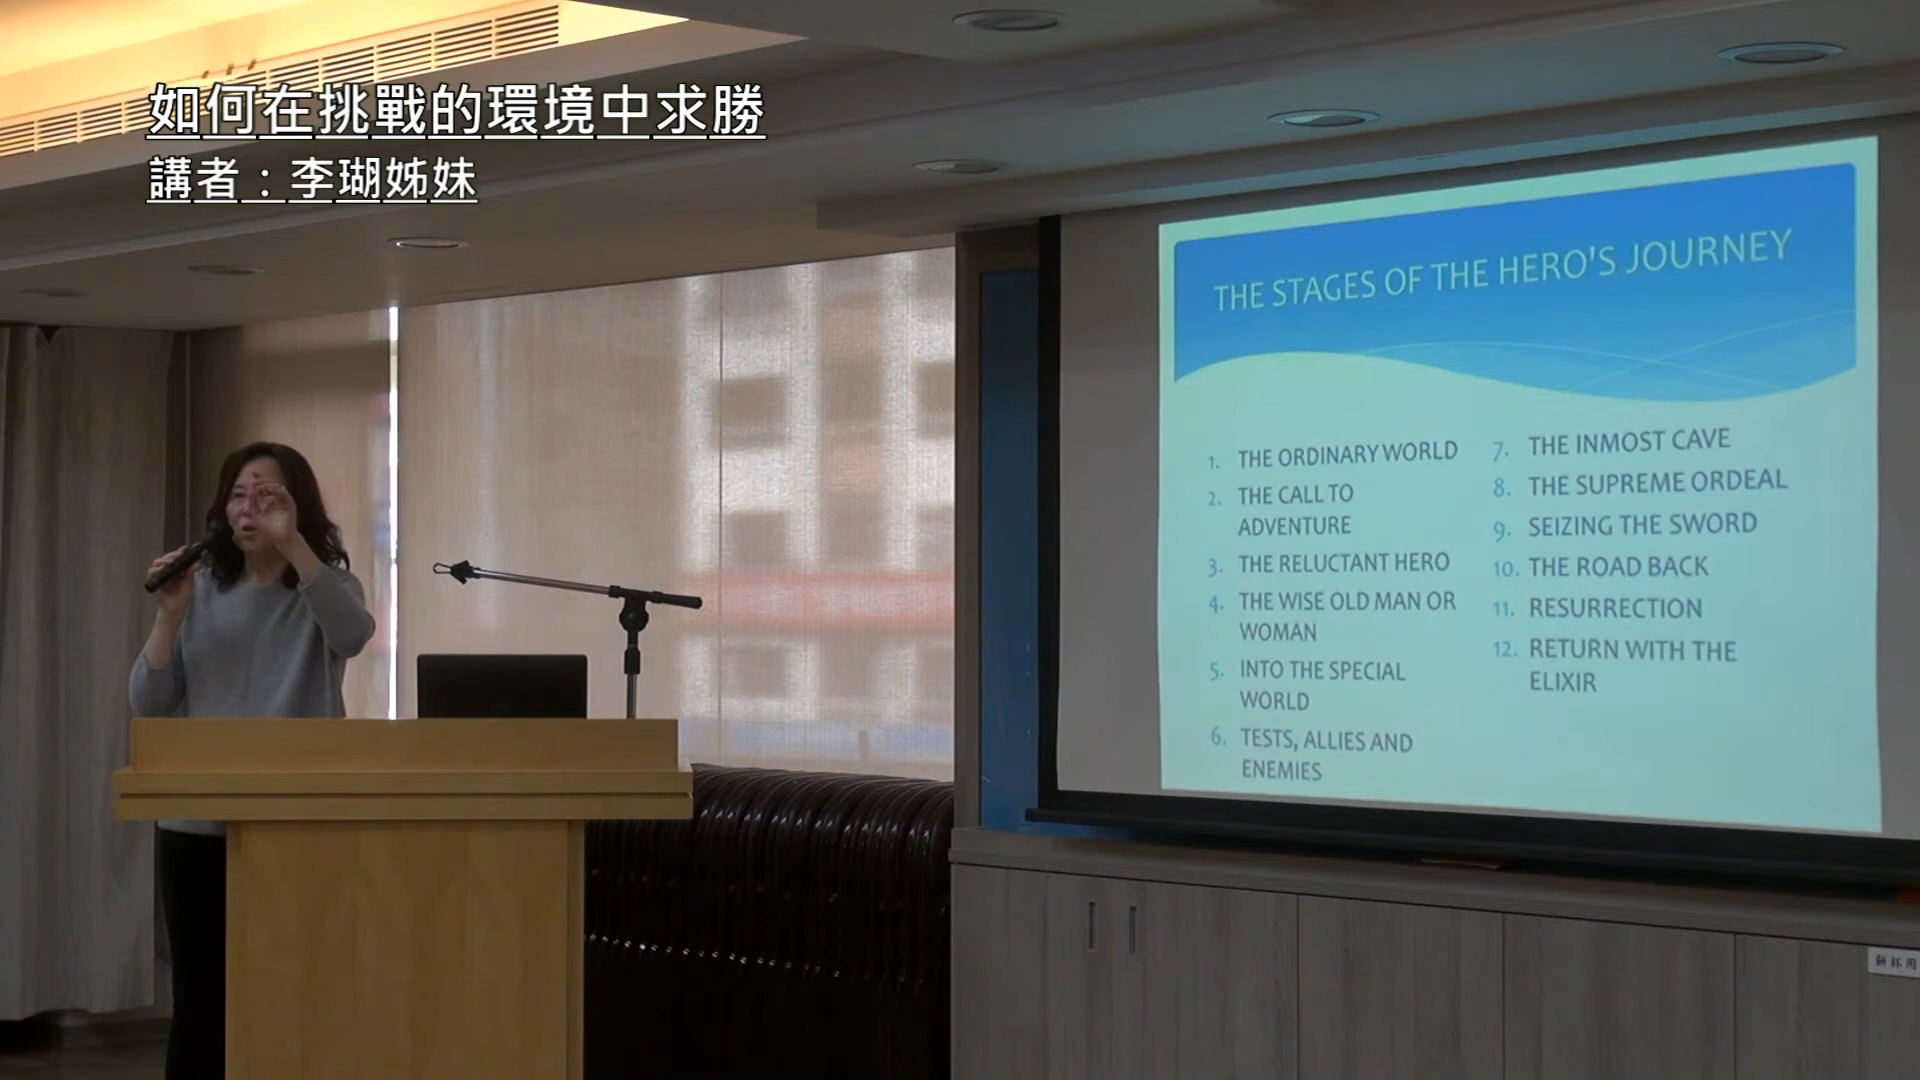 如何在挑戰的環境中求勝
講者：李瑚姊妹
THE STAGES OF THE HERO'S JOURNEY
1. THE ORDINARY WORLD
2. THE CALL TO
ADVENTURE
3. THE RELUCTANT HERO
4. THE WISE OLD MAN OR
WOMAN
5. INTO THE SPECIAL
WORLD
6. TESTS, ALLIES AND
ENEMIES
7. THE INMOST CAVE
8. THE SUPREME ORDEAL
9. SEIZING THE SWORD
10. THE ROAD BACK
11. RESURRECTION
12. RETURN WITH THE
ELIXIR